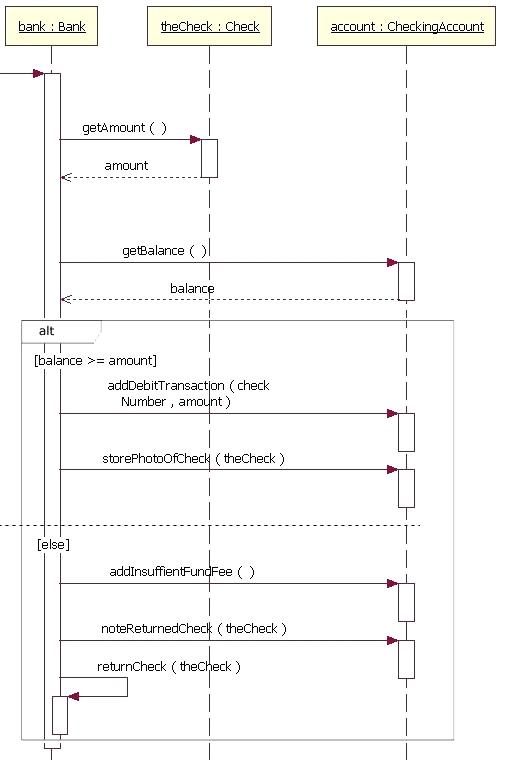 bank : Bank
theCheck : Check
account : CheckingAccount
getAmount ( )
amount
getBalance ( )
balance
alt
[balance >= amount]
addDebitTransaction ( check
Number , amount )
storePhotoOfCheck ( theCheck )
[else]
addInsuffientFundFee ( )
noteReturnedCheck ( theCheck )
returnCheck ( theCheck )